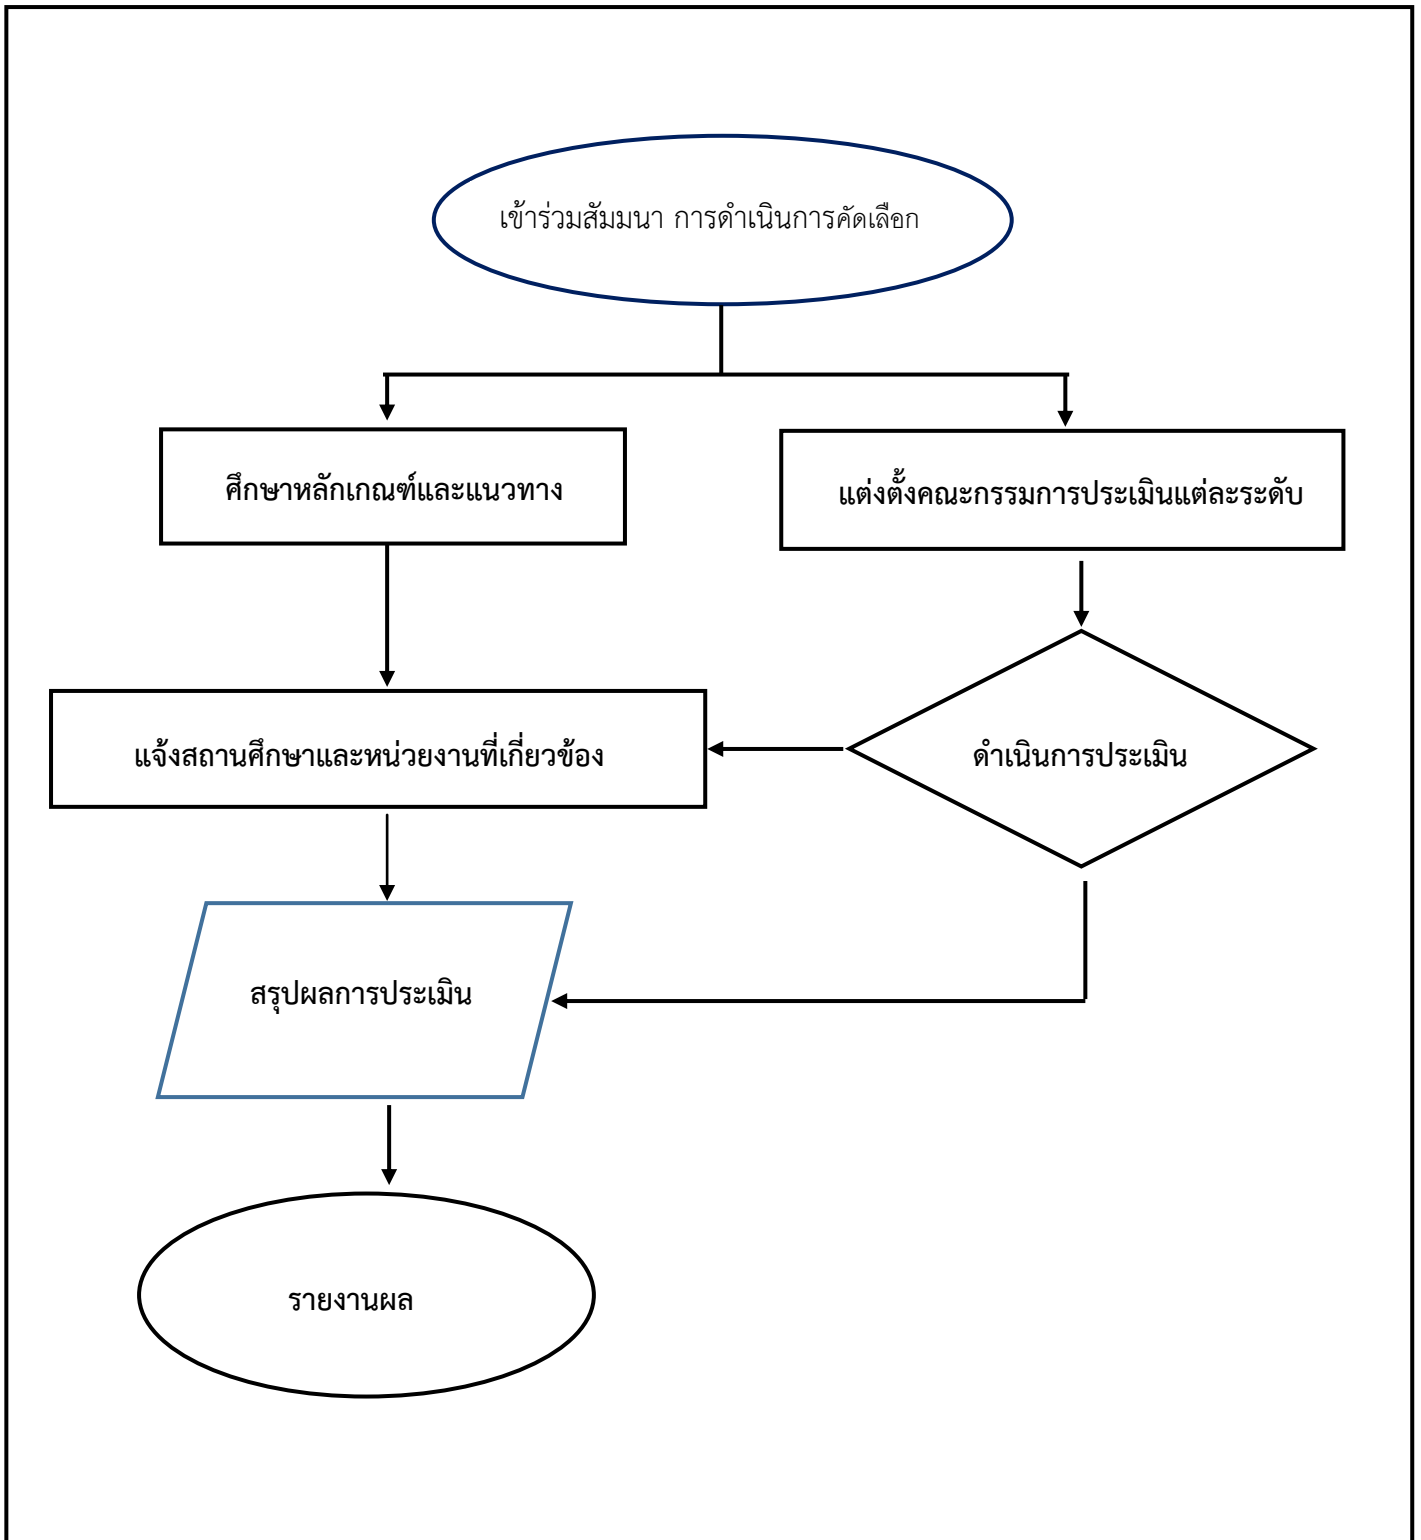 เข้าร่วมสัมมนา การดำเนินการคัดเลือก
ศึกษาหลักเกณฑ์และแนวทาง
แต่งตั้งคณะกรรมการประเมินแต่ละระดับ
แจ้งสถานศึกษาและหน่วยงานที่เกี่ยวข้อง
ดำเนินการประเมิน
สรุปผลการประเมิน
รายงานผล